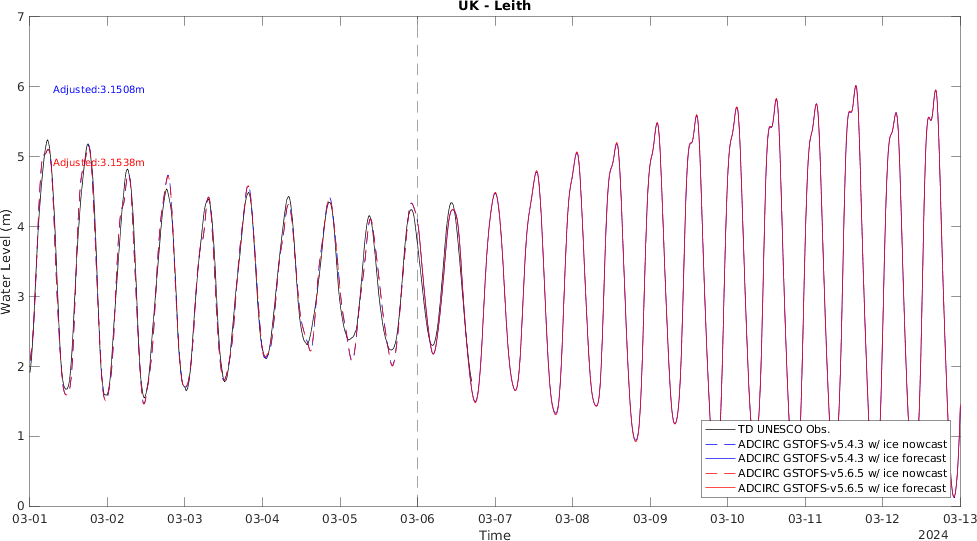 UK - Leith
7
6
5
4
3
2
1
0
Water Level (m)
Adjusted:3.1508m
Adjusted:3.1538m
TD UNESCO Obs.
ADCIRC GSTOFS-v5.4.3 w/ ice nowcast
ADCIRC GSTOFS-v5.4.3 w/ ice forecast
ADCIRC GSTOFS-v5.6.5 w/ ice nowcast
ADCIRC GSTOFS-v5.6.5 w/ ice forecast
03-01 03-02 03-03 03-04 03-05 03-06 03-07 03-08 03-09 03-10 03-11 03-12 03-13
Time
2024